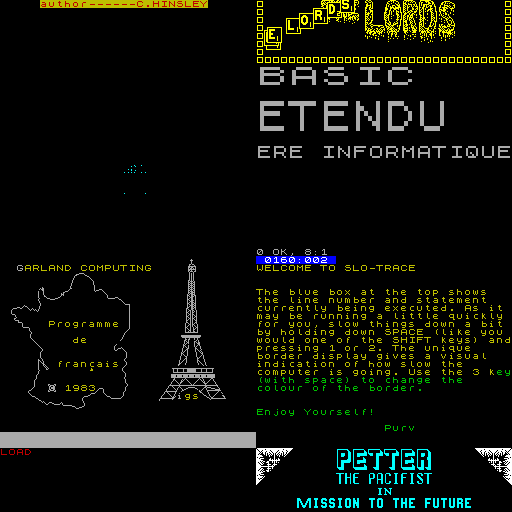 author------C.HINSLEY
E LORDS
LORDS
BASIC
ETENDU
ERE INFORMATIQUE
0 OK, 8:1
0160:002
WELCOME TO SLO-TRACE
The blue box at the top shows
the line number and statement
currently being executed. As it
may be running a little quickly
for you, slow things down a bit
by holding down SPACE (like you
would one of the SHIFT keys) and
pressing 1 or 2. The unique
border display gives a visual
indication of how slow the
computer is going. Use the 3 key
(with space) to change the
colour of the border.
Enjoy Yourself!
Purv
GARLAND COMPUTING
Programme
de
français
1983
igs
LOAD
PETTER
THE PACIFIST
IN
MISSION TO THE FUTURE